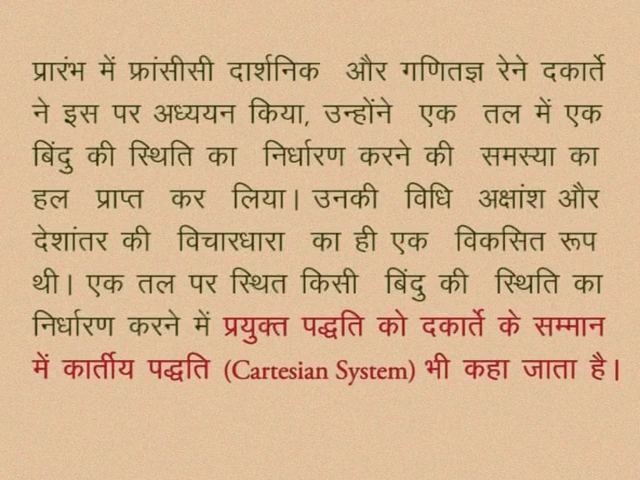 प्रारंभ में फ्रांसीसी दार्शनिक और गणितज्ञ रेने दकार्ते
ने इस पर अध्ययन किया, उन्होंने एक तल में एक
बिंदु की स्थिति का निर्धारण करने की समस्या का
हल प्राप्त कर लिया। उनकी विधि अक्षांश और
देशांतर की विचारधारा का ही एक विकसित रूप
थी। एक तल पर स्थित किसी बिंदु की स्थिति का
निर्धारण करने में प्रयुक्त पद्धति को दकार्ते के सम्मान
में कार्तीय पद्धति (Cartesian System) भी कहा जाता है।